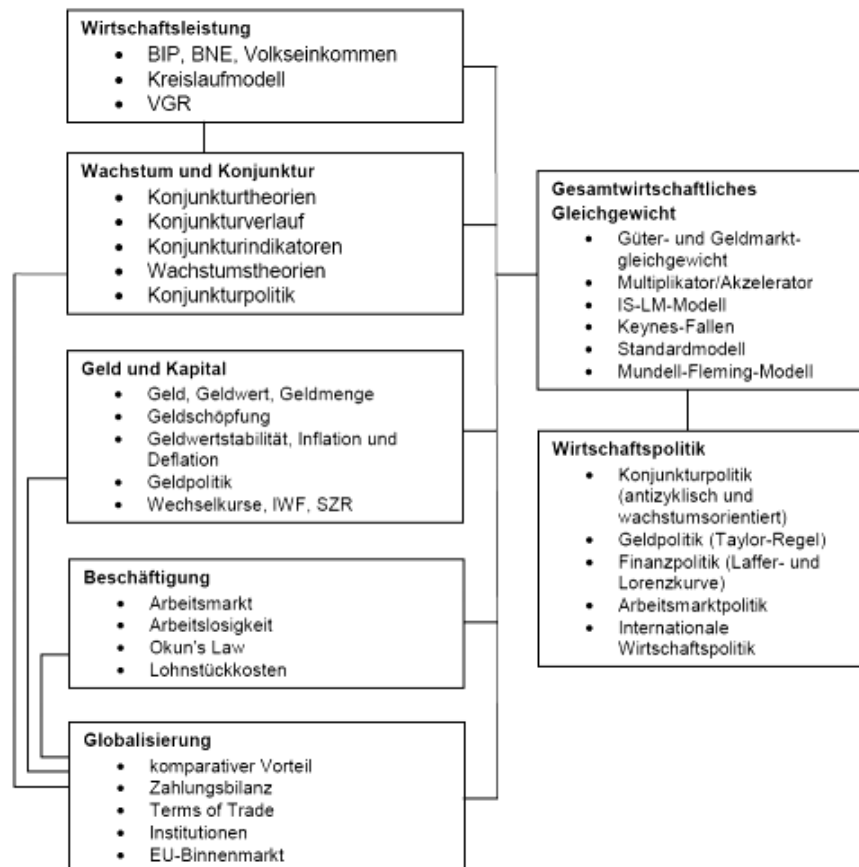 Wirtschaftsleistung
• BIP, BNE, Volkseinkommen
• Kreislaufmodell
• VGR
Wachstum und Konjunktur
• Konjunkturtheorien
• Konjunkturverlauf
• Konjunkturindikatoren
• Wachstumstheorien
• Konjunkturpolitik
Geld und Kapital
• Geld, Geldwert, Geldmenge
• Geldschöpfung
• Geldwertstabilität, Inflation und
Deflation
• Geldpolitik
• Wechselkurse, IWF, SZR
Beschäftigung
• Arbeitsmarkt
• Arbeitslosigkeit
• Okun's Law
• Lohnstückkosten
Globalisierung
• komparativer Vorteil
• Zahlungsbilanz
• Terms of Trade
• Institutionen
• EU-Binnenmarkt
Gesamtwirtschaftliches
Gleichgewicht
• Güter- und Geldmarkt-
gleichgewicht
• Multiplikator/Akzelerator
• IS-LM-Modell
• Keynes-Fallen
• Standardmodell
• Mundell-Fleming-Modell
Wirtschaftspolitik
• Konjunkturpolitik
(antizyklisch und
wachstumsorientiert)
• Geldpolitik (Taylor-Regel)
• Finanzpolitik (Laffer- und
Lorenzkurve)
• Arbeitsmarktpolitik
• Internationale
Wirtschaftspolitik